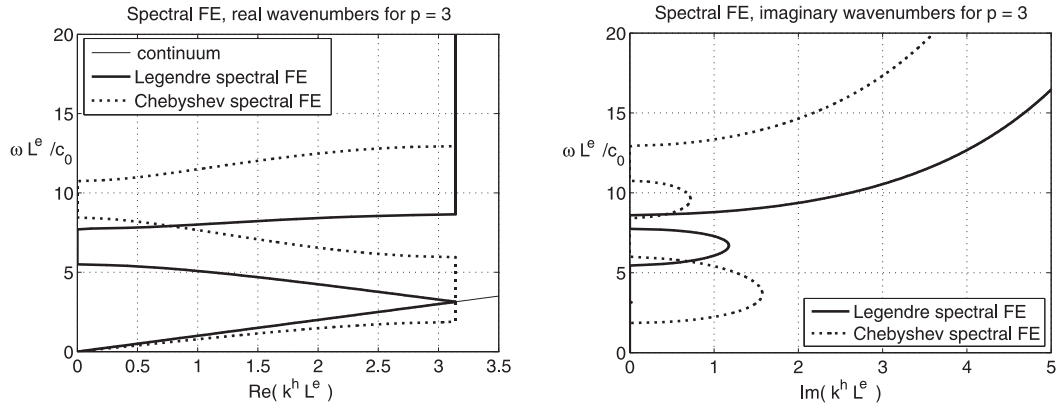 Spectral FE, real wavenumbers for p = 3
20
15
10
5
0
ω L^e /c_0
continuum
Legendre spectral FE
Chebyshev spectral FE
0 0.5 1 1.5 2 2.5 3 3.5
Re( k^h L^e )
Spectral FE, imaginary wavenumbers for p = 3
20
15
10
5
0
ω L^e /c_0
Legendre spectral FE
Chebyshev spectral FE
0 1 2 3 4 5
Im( k^h L^e )